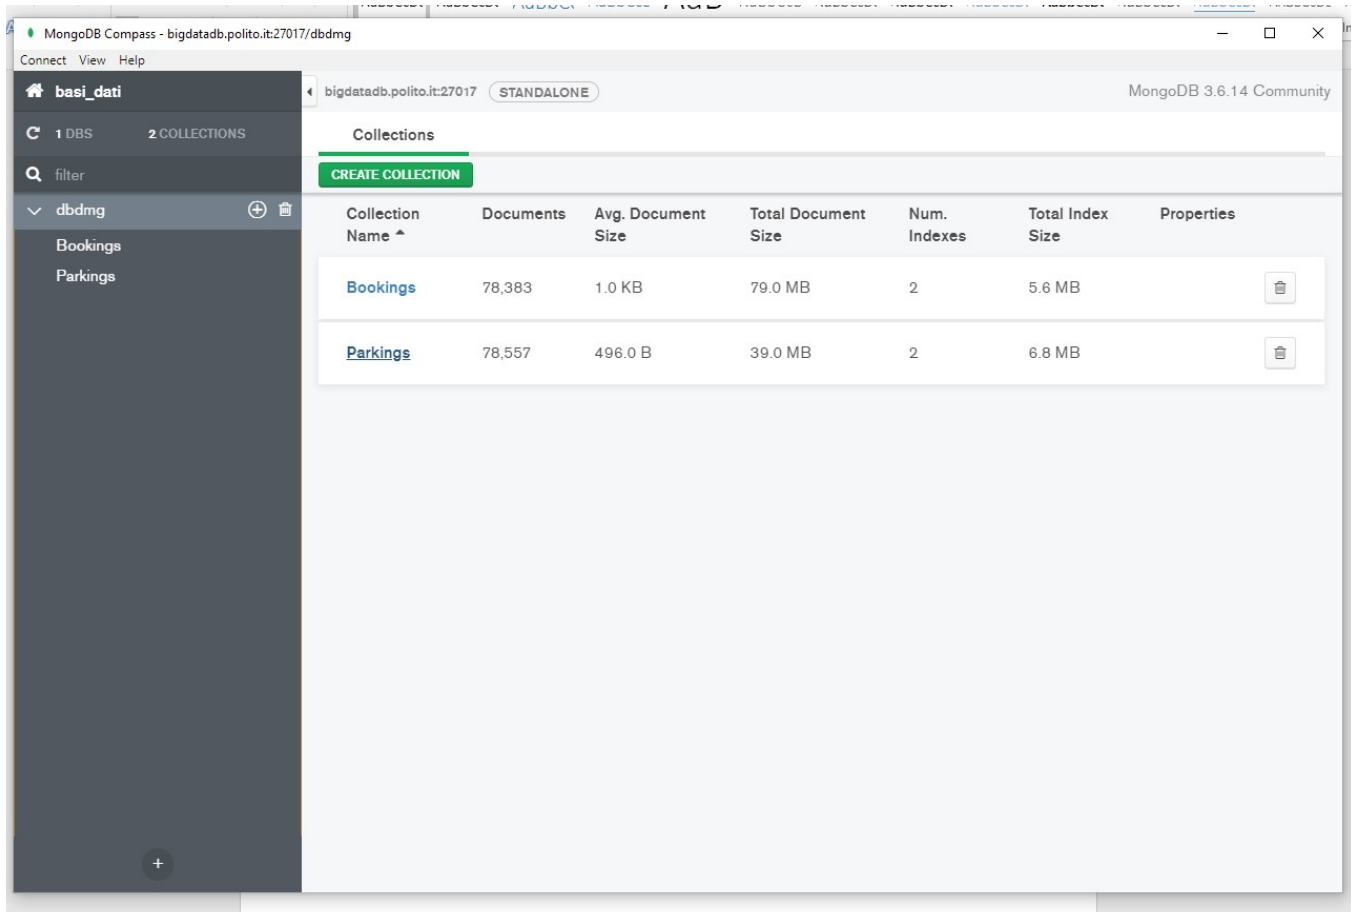 MongoDB Compass - bigdatadb.polito.it:27017/dbdmg
Connect View Help
basi_dati
bigdatadb.polito.it:27017 STANDALONE
MongoDB 3.6.14 Community
1 DBS 2 COLLECTIONS
Collections
filter
CREATE COLLECTION
dbdmg
Bookings
Parkings
Collection Name Documents Avg. Document Size Total Document Size Num. Indexes Total Index Size Properties
Bookings 78,383 1.0 KB 79.0 MB 2 5.6 MB
Parkings 78,557 496.0 B 39.0 MB 2 6.8 MB